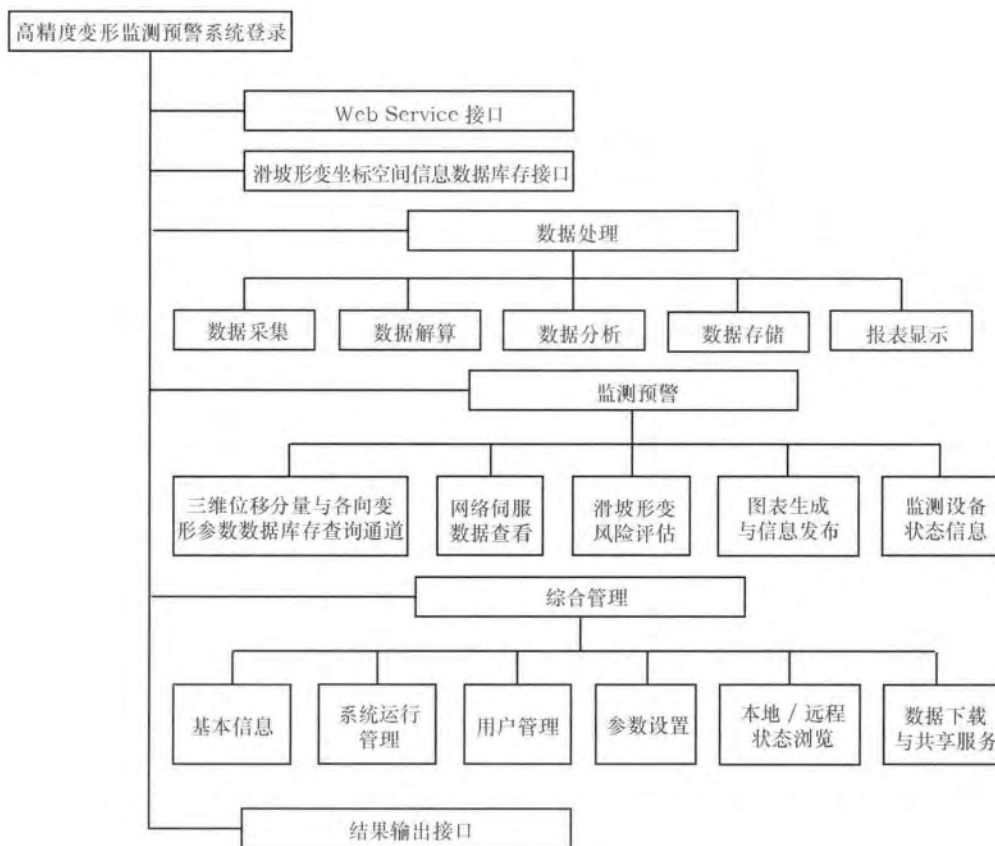 高精度变形监测预警系统登录
Web Service 接口
滑坡形变坐标空间信息数据库存接口
数据处理
数据采集
数据解算
数据分析
数据存储
报表显示
监测预警
三维位移分量与各向变
形参数数据库存查询通道
网络伺服
数据查看
滑坡形变
风险评估
图表生成
与信息发布
监测设备
状态信息
综合管理
基本信息
系统运行
管理
用户管理
参数设置
本地 / 远程
状态浏览
数据下载
与共享服务
结果输出接口